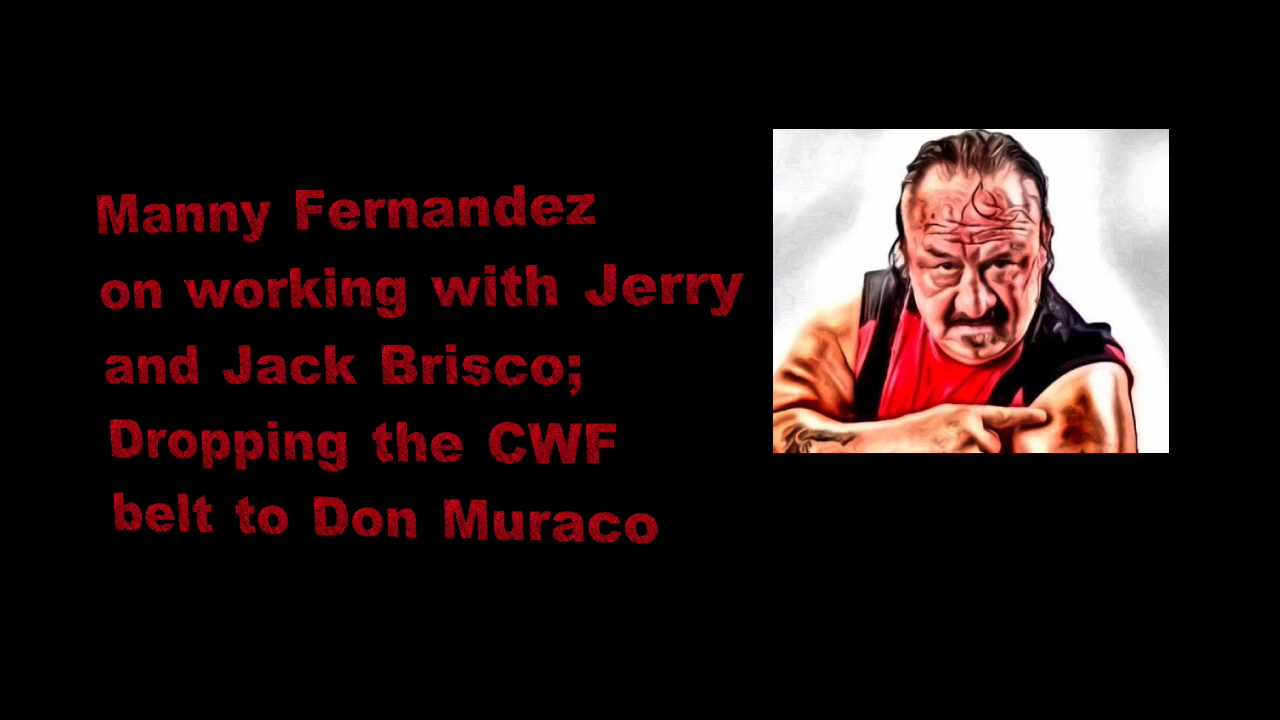 Manny Fernandez
on working with Jerry
and Jack Brisco;
Dropping the CWF
belt to Don Muraco